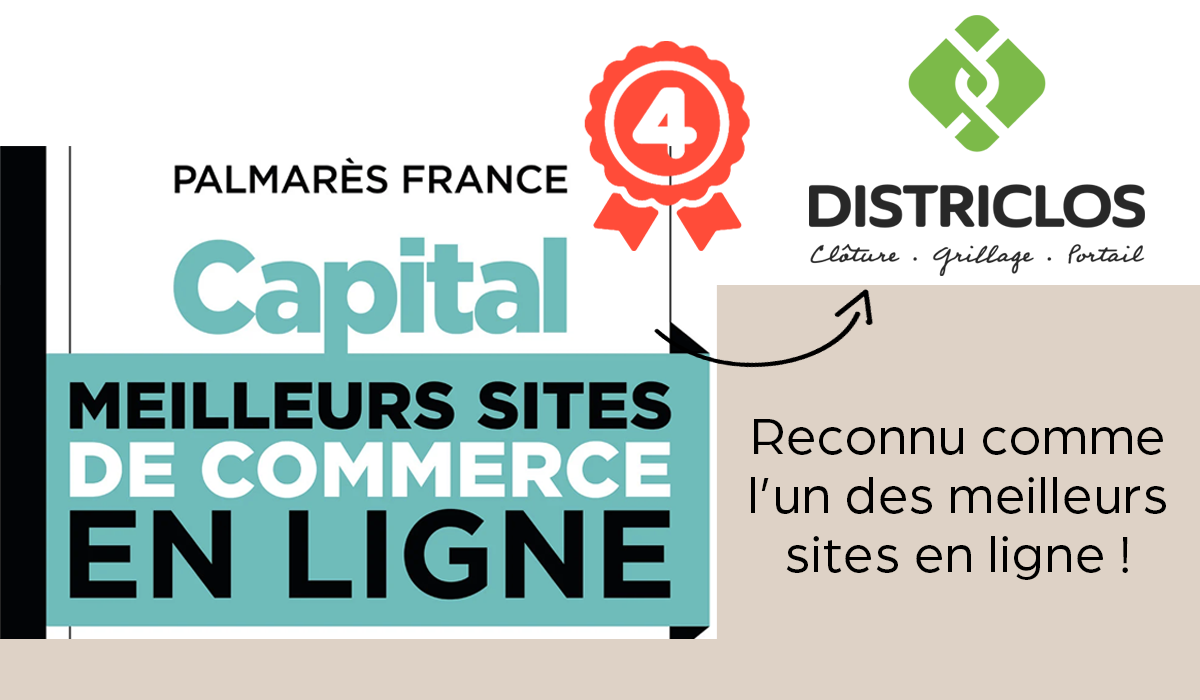 PALMARÈS FRANCE
Capital
MEILLEURS SITES
DE COMMERCE
EN LIGNE
4
DISTRICLOS
Clôture . Grillage . Portail
Reconnu comme
l'un des meilleurs
sites en ligne !